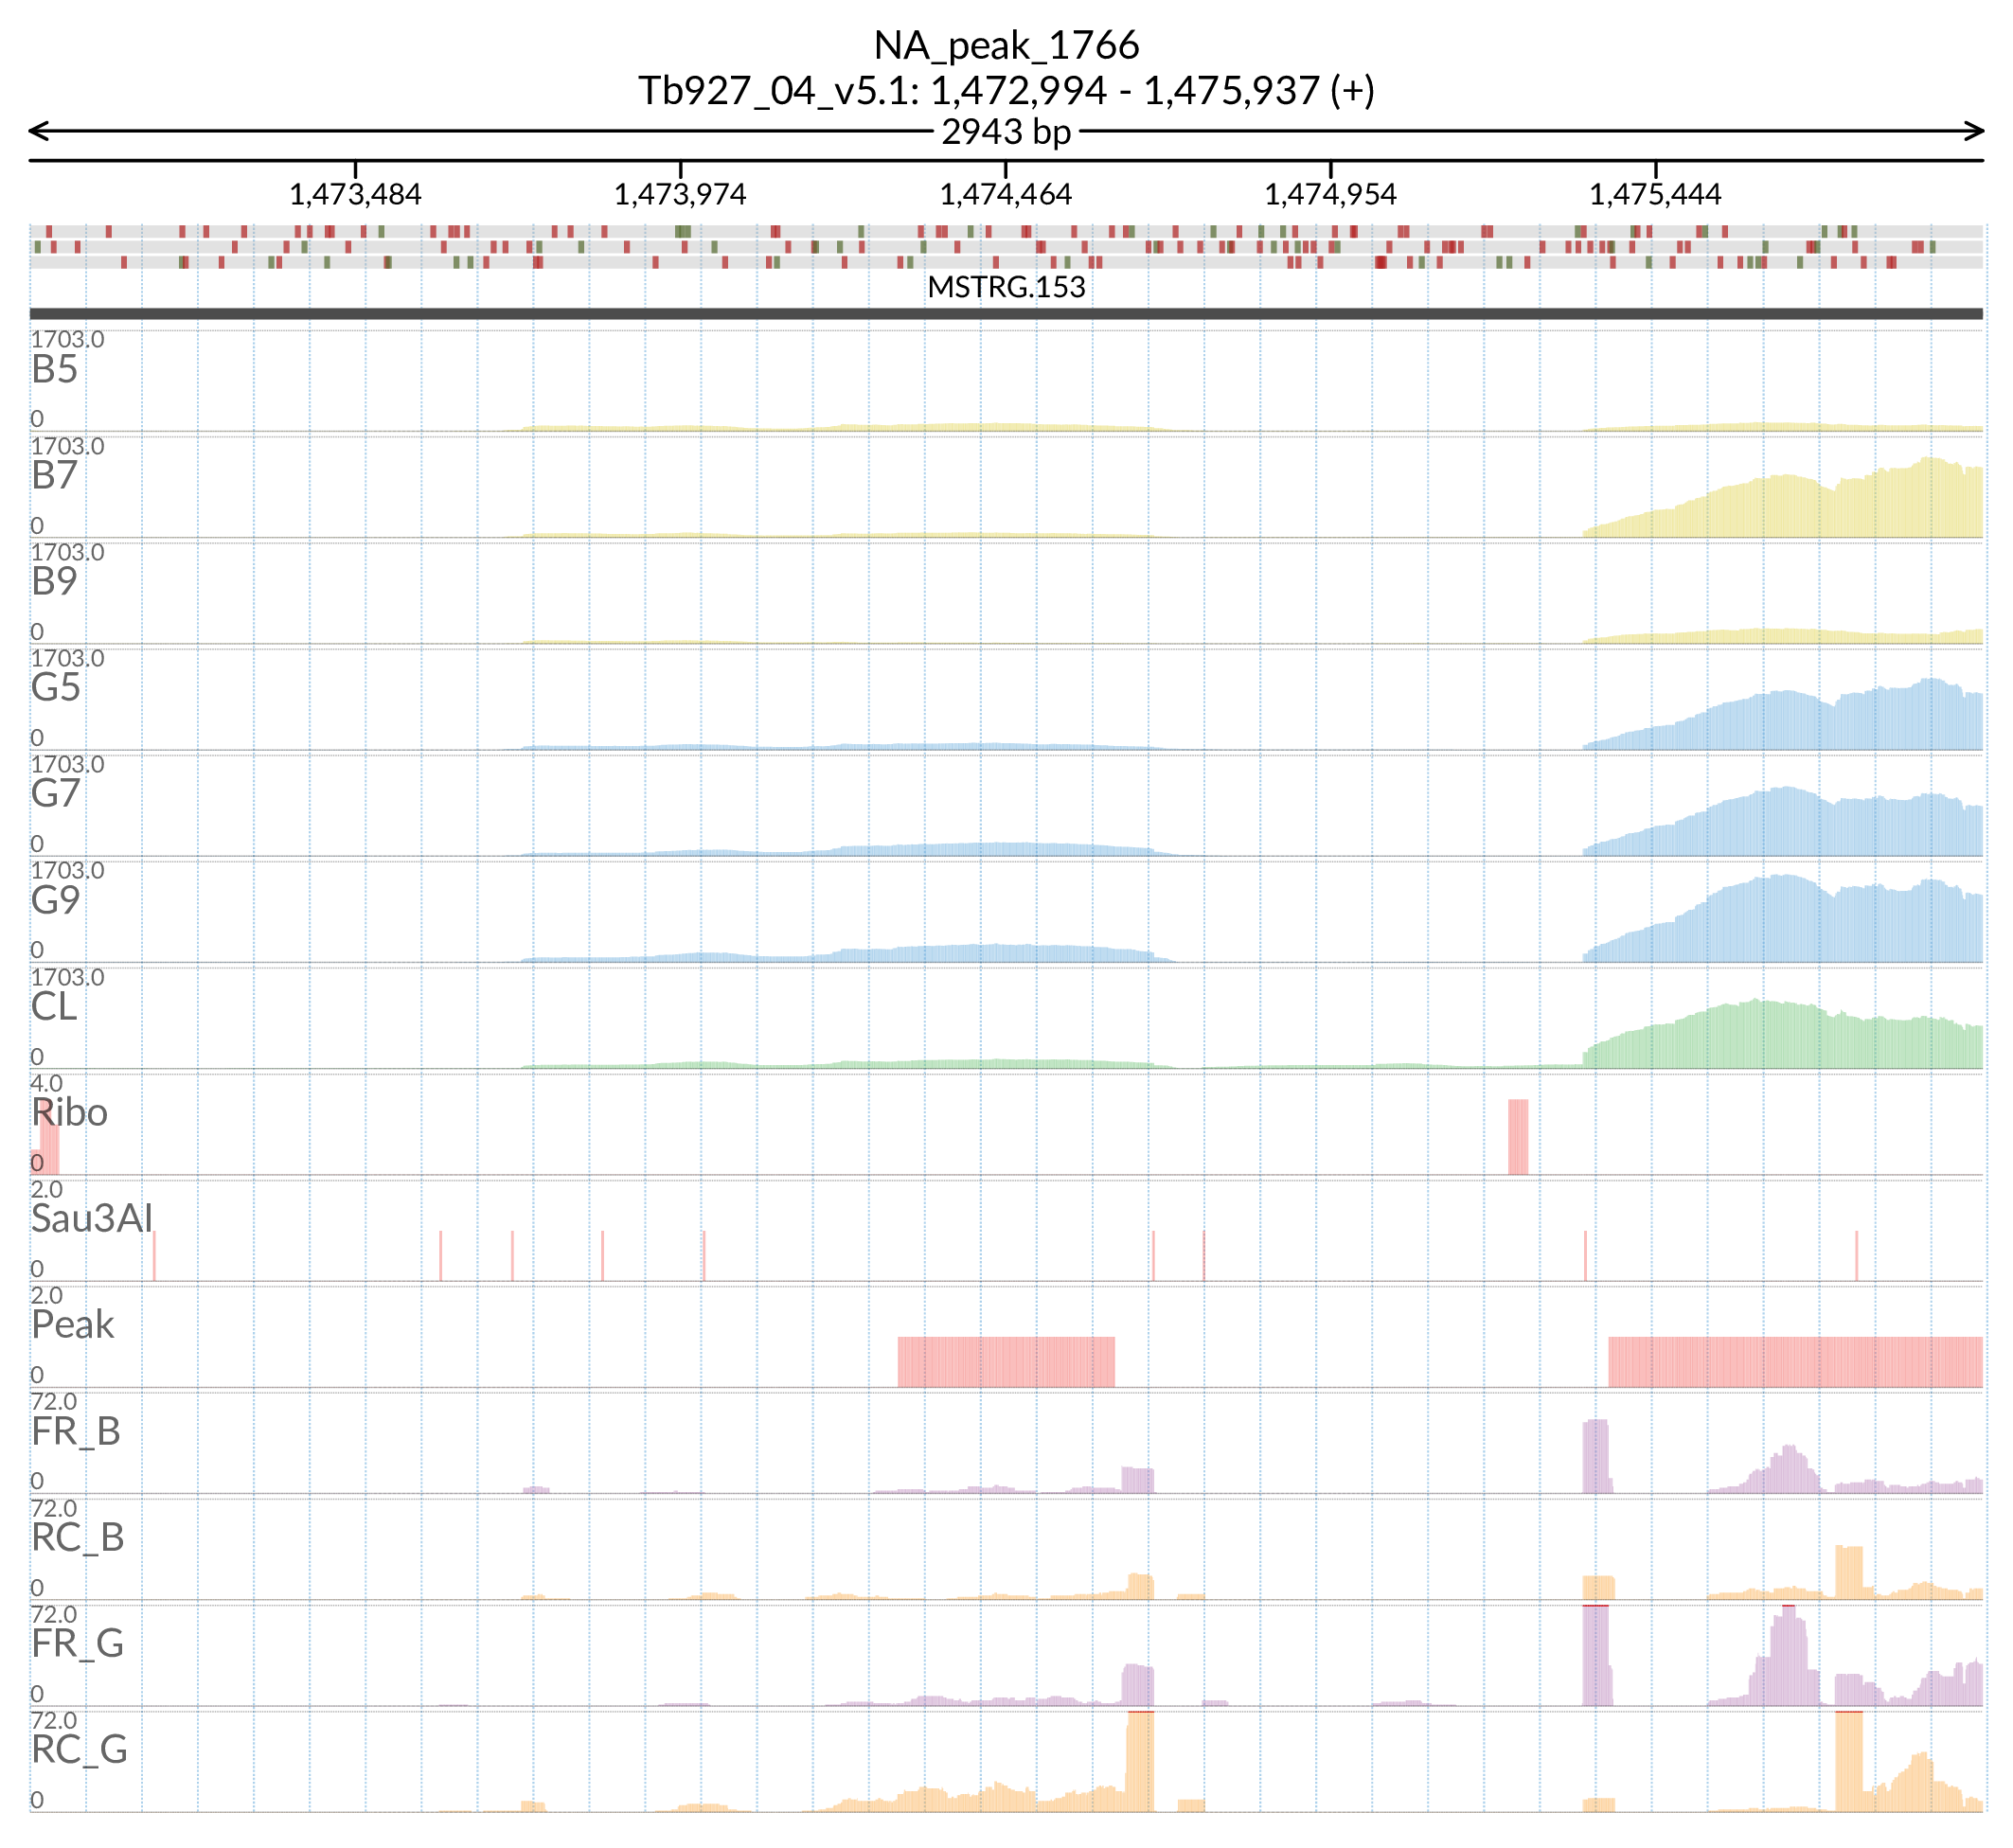 NA_peak_1766
Tb927_04_v5.1: 1,472,994 - 1,475,937 (+)
2943 bp
1,473,484 1,473,974 1,474,464 1,474,954 1,475,444
MSTRG.153
1703.0
B5
0
1703.0
B7
0
1703.0
B9
0
1703.0
G5
0
1703.0
G7
0
1703.0
G9
0
1703.0
CL
0
4.0
Ribo
0
2.0
Sau3AI
0
2.0
Peak
0
72.0
FR_B
0
72.0
RC_B
0
72.0
FR_G
0
72.0
RC_G
0